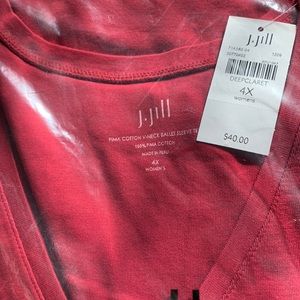 J.Jill
DEEPCLARET
4X
womens
$40.00
J.Jill
PIMA COTTON V-NECK BALLET SLEEVE TE
100% PIMA COTTON
MADE IN PERU
4X
WOMEN'S